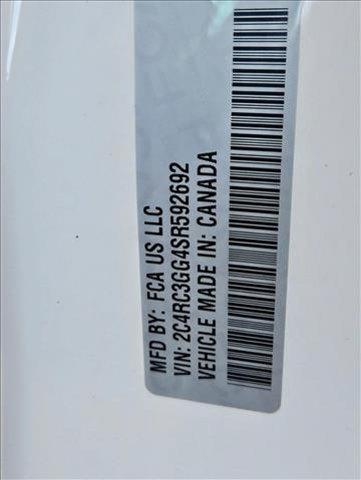 MFD BY: FCA US LLC
VIN: 2C4RC3GG4SR592692
VEHICLE MADE IN: CANADA